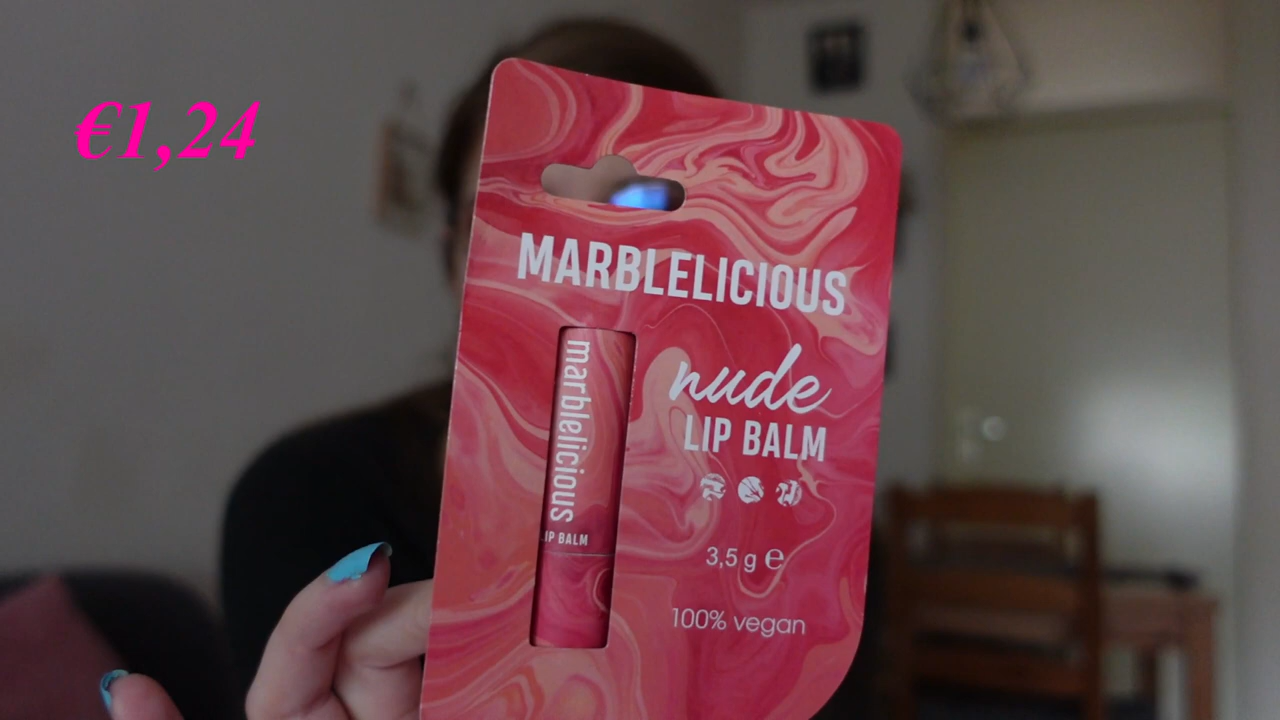 €1,24
MARBLELICIOUS
marblelicious
LIP BALM
nude
LIP BALM
3,5 g ℮
100% vegan